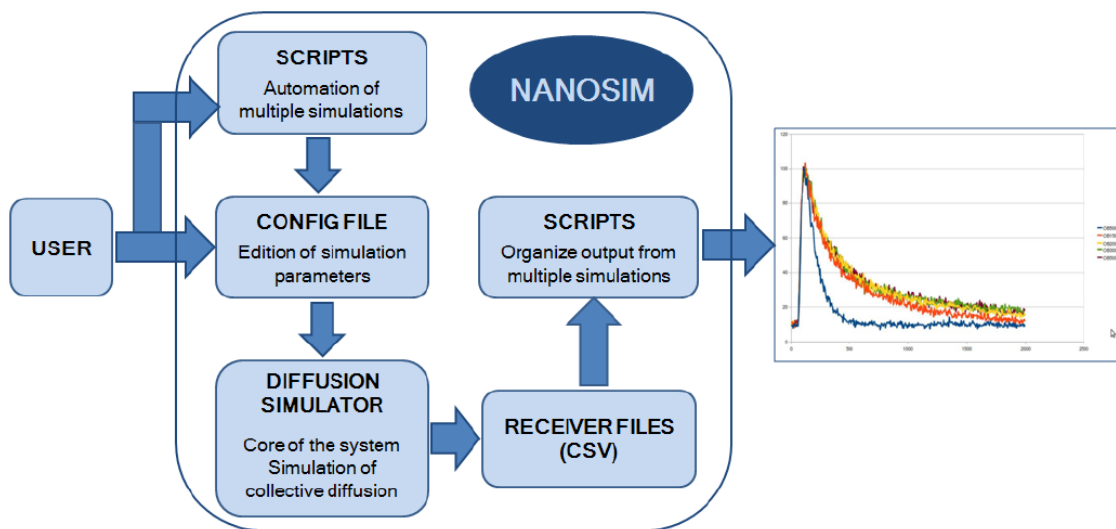 NANOSIM
SCRIPTS
Automation of
multiple simulations
USER
CONFIG FILE
Edition of simulation
parameters
DIFFUSION
SIMULATOR
Core of the system
Simulation of
collective diffusion
RECEIVER FILES
(CSV)
SCRIPTS
Organize output from
multiple simulations
120
100
80
60
40
20
0
0
500
1000
1500
2000
2500